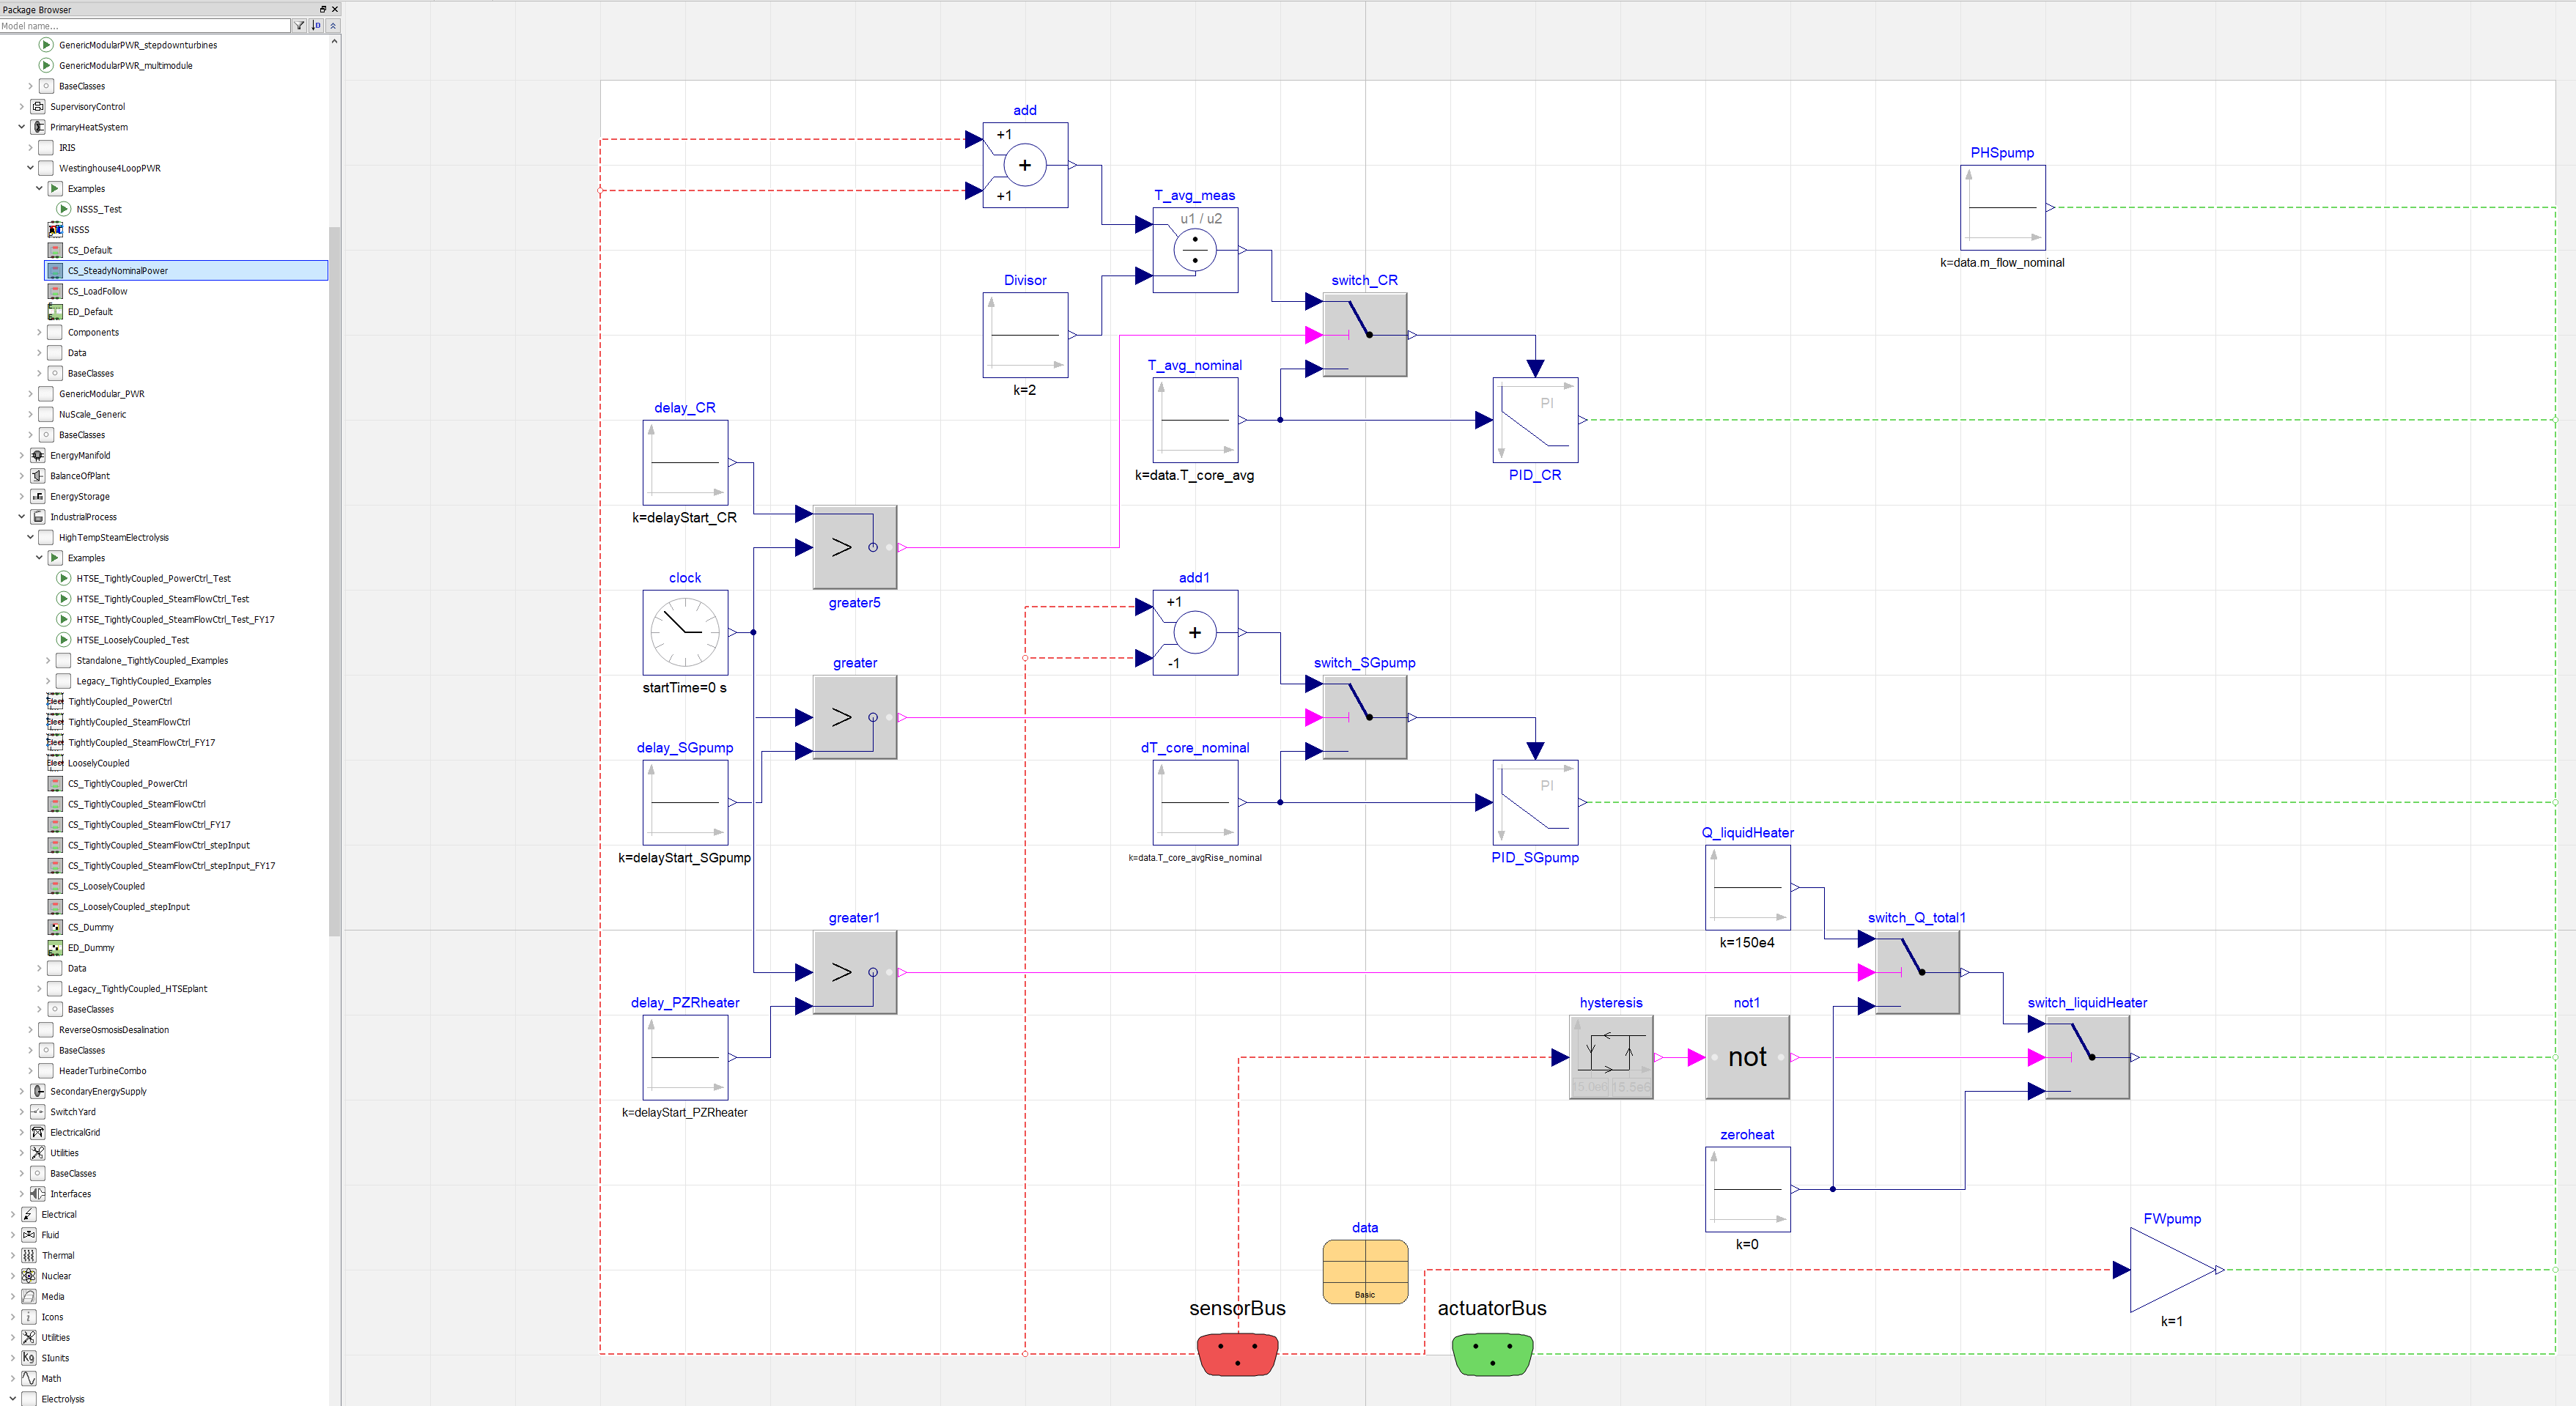 Package Browser
Model name...
GenericModularPWR_stepdownturbines
GenericModularPWR_multimodule
BaseClasses
SupervisoryControl
PrimaryHeatSystem
IRIS
Westinghouse4LoopPWR
Examples
NSSS_Test
NSSS
CS_Default
CS_SteadyNominalPower
CS_LoadFollow
ED_Default
Components
Data
BaseClasses
GenericModular_PWR
NuScale_Generic
BaseClasses
EnergyManifold
BalanceOfPlant
EnergyStorage
IndustrialProcess
HighTempSteamElectrolysis
Examples
HTSE_TightlyCoupled_PowerCtrl_Test
HTSE_TightlyCoupled_SteamFlowCtrl_Test
HTSE_TightlyCoupled_SteamFlowCtrl_Test_FY17
HTSE_LooselyCoupled_Test
Standalone_TightlyCoupled_Examples
Legacy_TightlyCoupled_Examples
TightlyCoupled_PowerCtrl
TightlyCoupled_SteamFlowCtrl
TightlyCoupled_SteamFlowCtrl_FY17
LooselyCoupled
CS_TightlyCoupled_PowerCtrl
CS_TightlyCoupled_SteamFlowCtrl
CS_TightlyCoupled_SteamFlowCtrl_FY17
CS_TightlyCoupled_SteamFlowCtrl_stepInput
CS_TightlyCoupled_SteamFlowCtrl_stepInput_FY17
CS_LooselyCoupled
CS_LooselyCoupled_stepInput
CS_Dummy
ED_Dummy
Data
Legacy_TightlyCoupled_HTSEplant
BaseClasses
ReverseOsmosisDesalination
BaseClasses
HeaderTurbineCombo
SecondaryEnergySupply
SwitchYard
ElectricalGrid
Utilities
BaseClasses
Interfaces
Electrical
Fluid
Thermal
Nuclear
Media
Icons
Utilities
SIunits
Math
Electrolysis
add
+1
+
+1
PHSpump
k=data.m_flow_nominal
T_avg_meas
u1 / u2
Divisor
k=2
switch_CR
T_avg_nominal
k=data.T_core_avg
PI
PID_CR
delay_CR
k=delayStart_CR
>
greater5
clock
startTime=0 s
add1
+1
+
-1
greater
>
switch_SGpump
delay_SGpump
k=delayStart_SGpump
dT_core_nominal
k=data.T_core_avgRise_nominal
PI
PID_SGpump
Q_liquidHeater
k=150e4
greater1
>
switch_Q_total1
delay_PZRheater
k=delayStart_PZRheater
hysteresis
15.0e6 15.5e6
not1
not
switch_liquidHeater
zeroheat
k=0
data
Basic
FWpump
k=1
sensorBus
actuatorBus